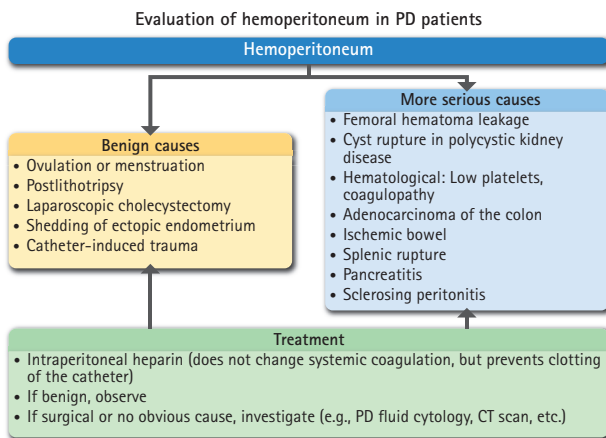 Evaluation of hemoperitoneum in PD patients
Hemoperitoneum
Benign causes
• Ovulation or menstruation
• Postlithotripsy
• Laparoscopic cholecystectomy
• Shedding of ectopic endometrium
• Catheter-induced trauma
More serious causes
• Femoral hematoma leakage
• Cyst rupture in polycystic kidney
disease
• Hematological: Low platelets,
coagulopathy
• Adenocarcinoma of the colon
• Ischemic bowel
• Splenic rupture
• Pancreatitis
• Sclerosing peritonitis
Treatment
• Intraperitoneal heparin (does not change systemic coagulation, but prevents clotting
of the catheter)
• If benign, observe
• If surgical or no obvious cause, investigate (e.g., PD fluid cytology, CT scan, etc.)